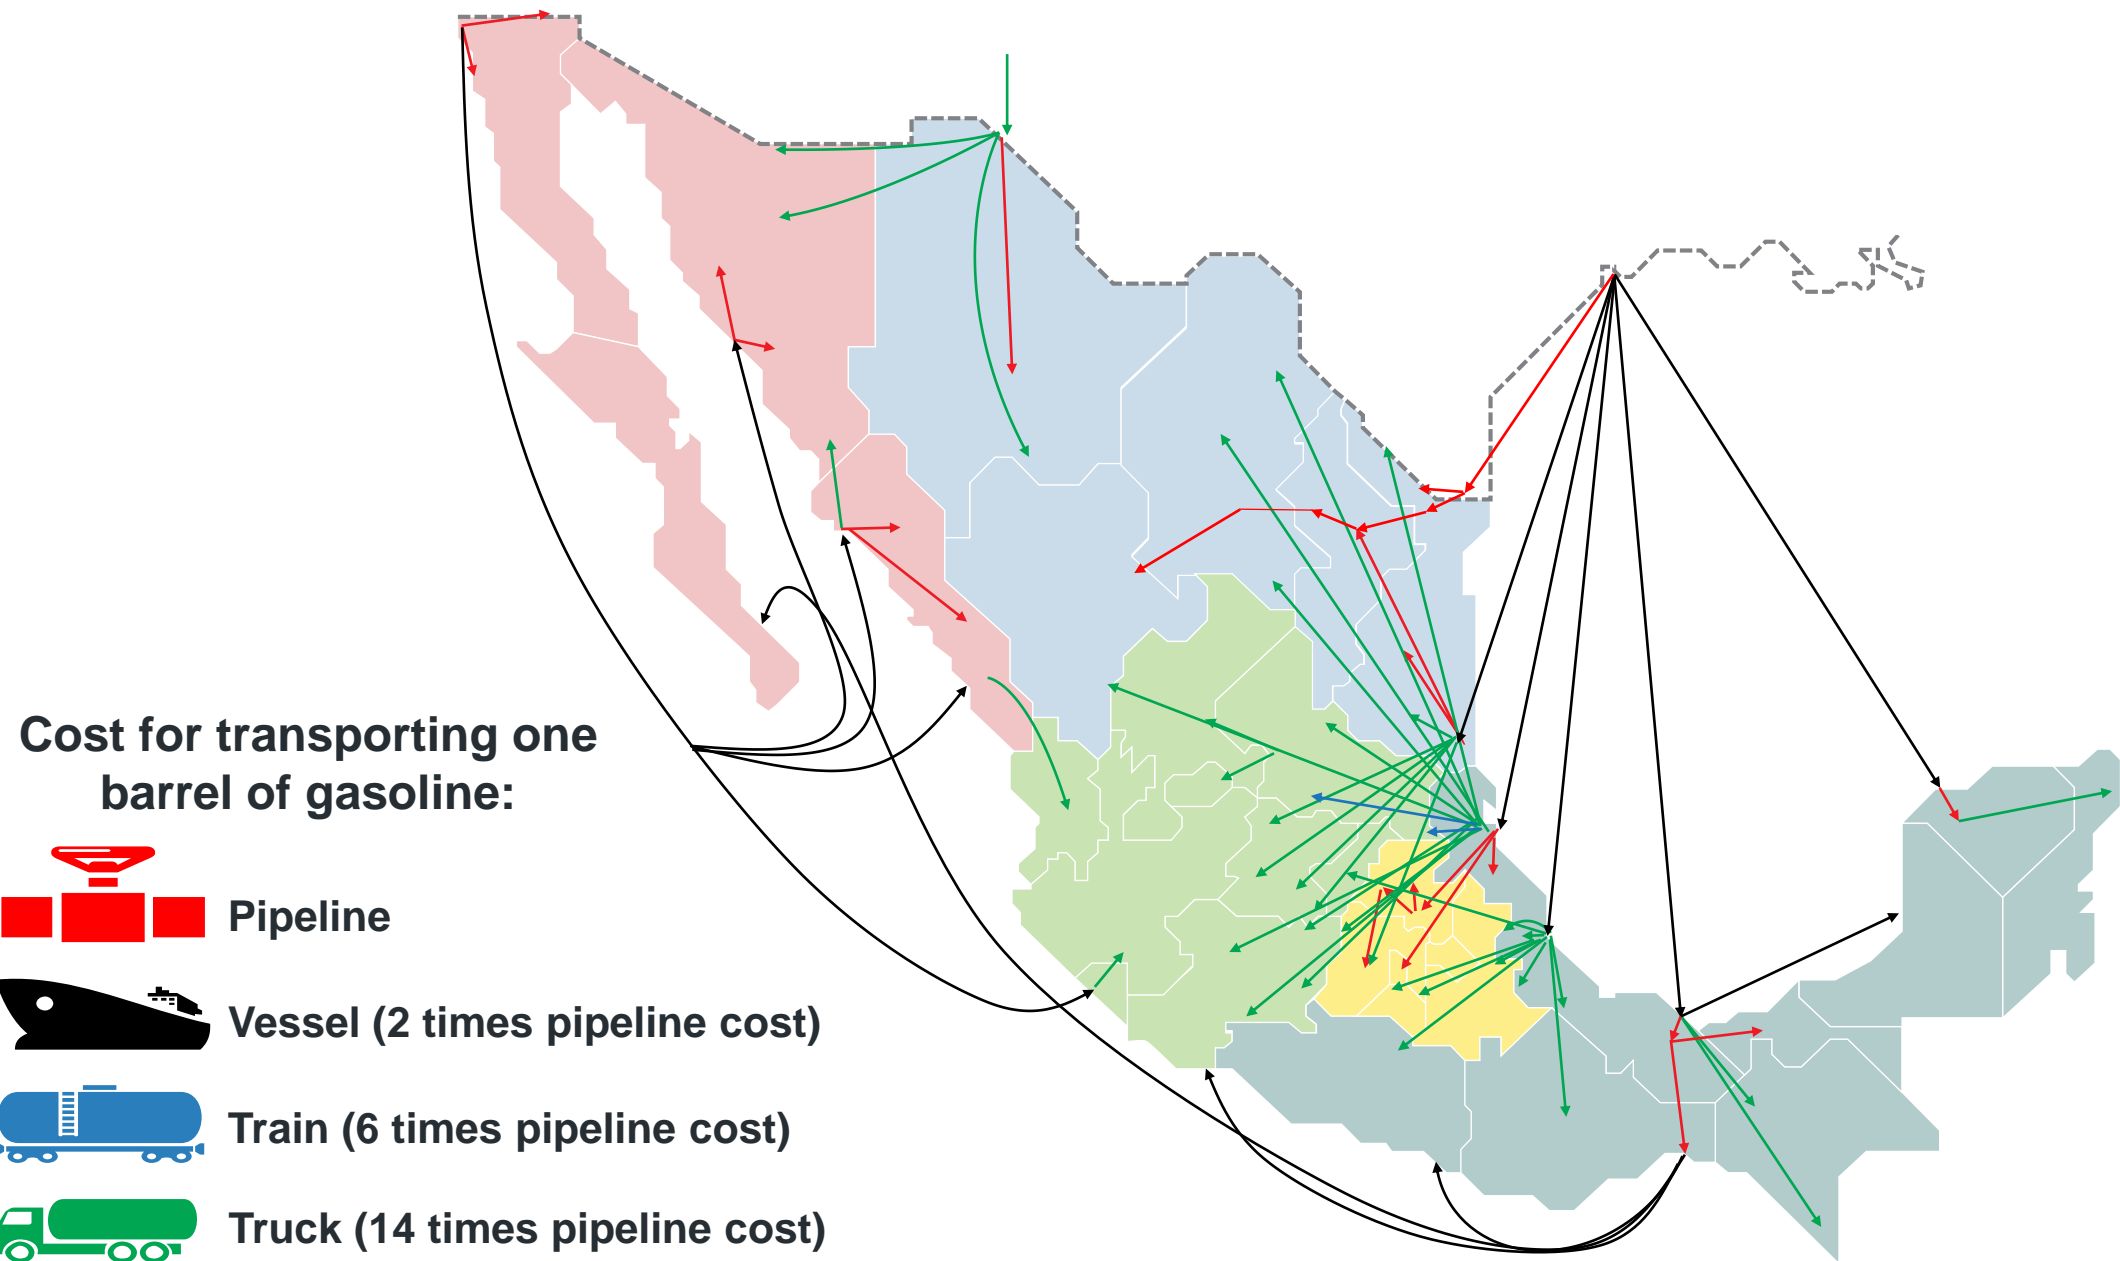 Cost for transporting one
barrel of gasoline:
Pipeline
Vessel (2 times pipeline cost)
Train (6 times pipeline cost)
Truck (14 times pipeline cost)